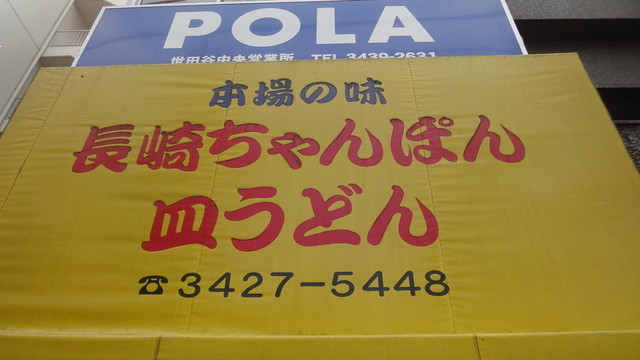 POLA
世田谷中央営業所 TEL 3439-2631
本場の味
長崎ちゃんぽん
皿うどん
☎3427-5448